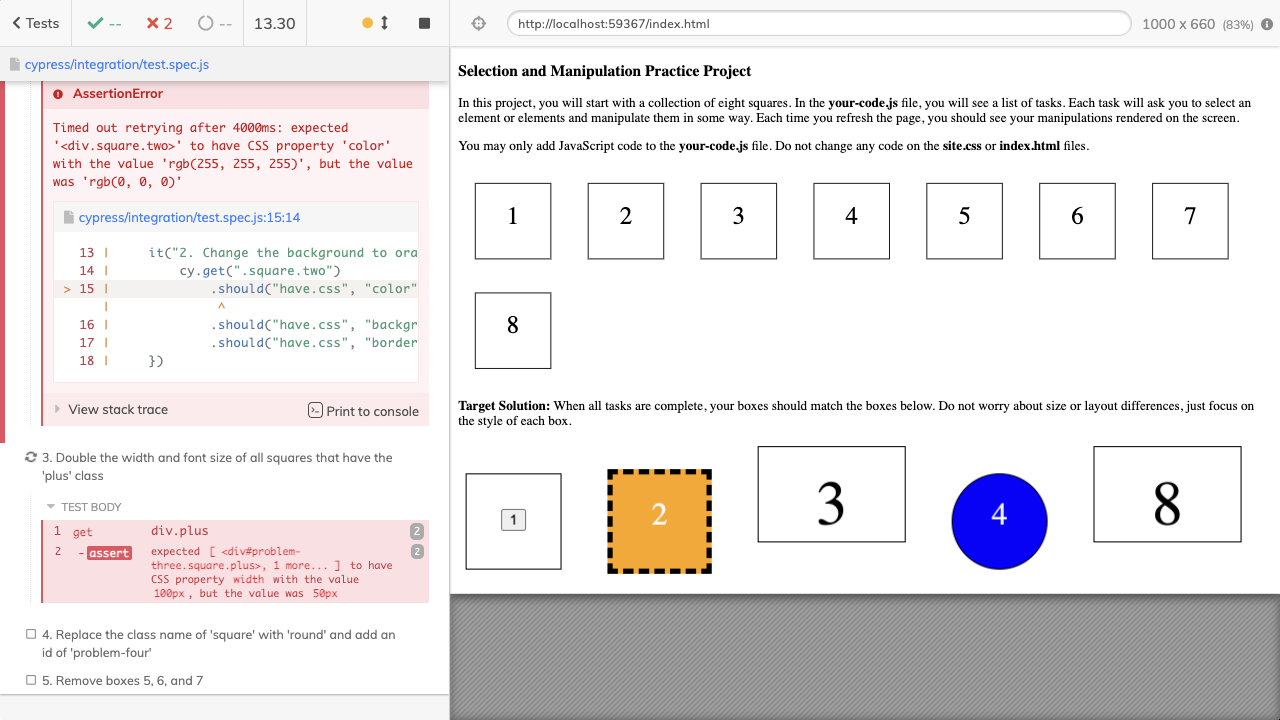 Tests
--
2
--
13.30
cypress/integration/test.spec.js
AssertionError
Timed out retrying after 4000ms: expected
'<div.square.two>' to have CSS property 'color'
with the value 'rgb(255, 255, 255)', but the value
was 'rgb(0, 0, 0)'
cypress/integration/test.spec.js:15:14
13 | it("2. Change the background to ora
14 | cy.get(".square.two")
> 15 | .should("have.css", "color"
| ^
16 | .should("have.css", "backgr
17 | .should("have.css", "border
18 | })
View stack trace
Print to console
3. Double the width and font size of all squares that have the
'plus' class
TEST BODY
1 get div.plus 2
2 -assert expected [ <div#problem- 2
three.square.plus>, 1 more... ] to have
CSS property width with the value
100px, but the value was 50px
4. Replace the class name of 'square' with 'round' and add an
id of 'problem-four'
5. Remove boxes 5, 6, and 7
http://localhost:59367/index.html
1000 x 660 (83%)
Selection and Manipulation Practice Project
In this project, you will start with a collection of eight squares. In the your-code.js file, you will see a list of tasks. Each task will ask you to select an
element or elements and manipulate them in some way. Each time you refresh the page, you should see your manipulations rendered on the screen.
You may only add JavaScript code to the your-code.js file. Do not change any code on the site.css or index.html files.
1 2 3 4 5 6 7
8
Target Solution: When all tasks are complete, your boxes should match the boxes below. Do not worry about size or layout differences, just focus on
the style of each box.
1 2 3 4 8